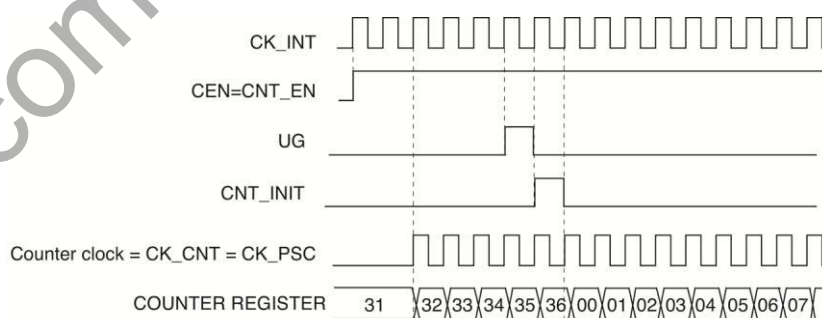 com
CK_INT
CEN=CNT_EN
UG
CNT_INIT
Counter clock = CK_CNT = CK_PSC
COUNTER REGISTER 31 32 33 34 35 36 00 01 02 03 04 05 06 07